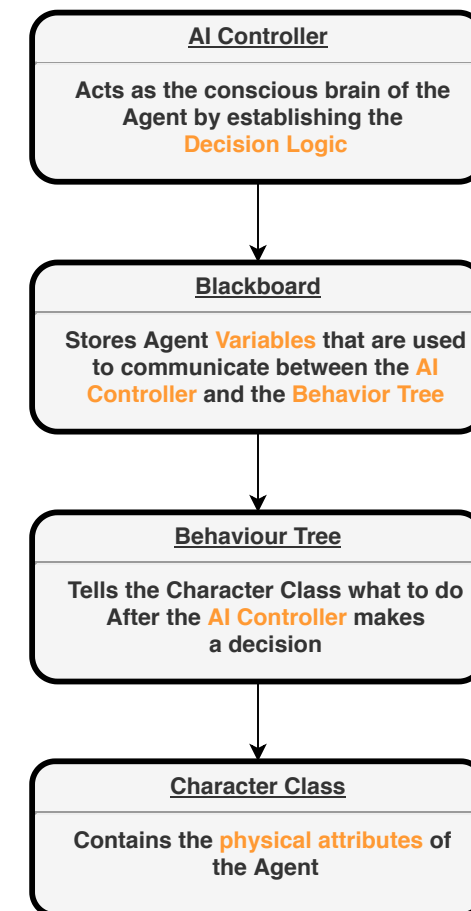 AI Controller
Acts as the conscious brain of the
Agent by establishing the
Decision Logic
Blackboard
Stores Agent Variables that are used
to communicate between the AI
Controller and the Behavior Tree
Behaviour Tree
Tells the Character Class what to do
After the AI Controller makes
a decision
Character Class
Contains the physical attributes of
the Agent